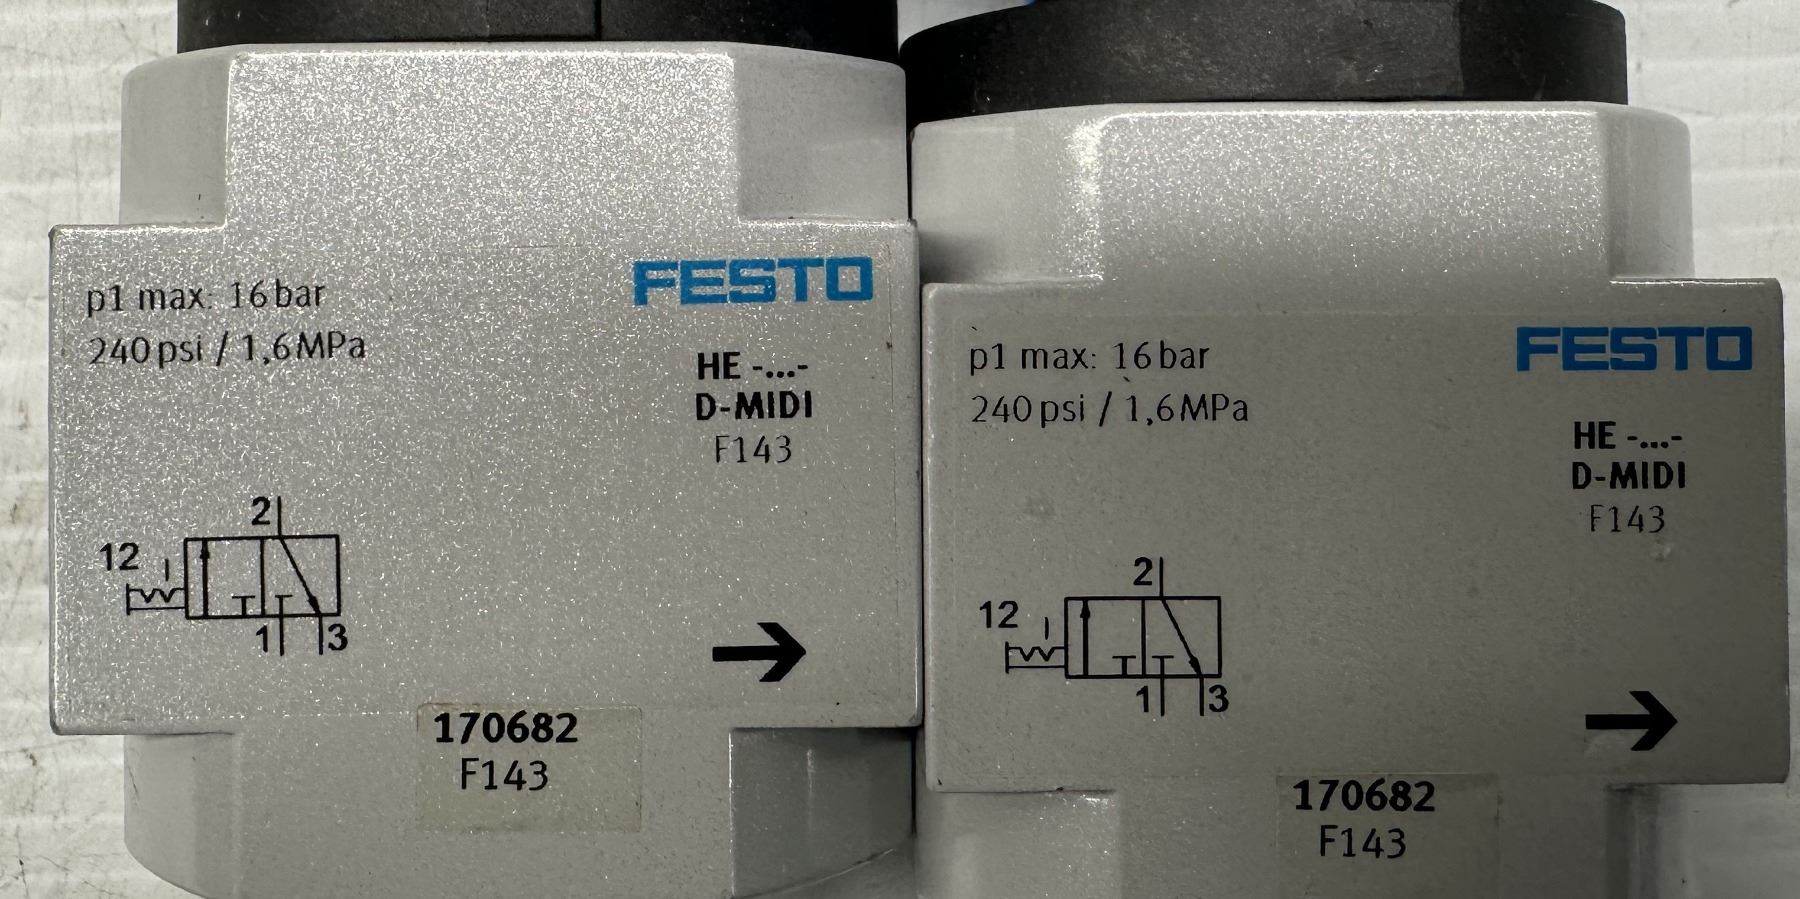 p1 max: 16 bar
240 psi / 1,6 MPa
FESTO
HE -...-
D-MIDI
F143
2
12
1 3
170682
F143
p1 max: 16 bar
240 psi / 1,6 MPa
FESTO
HE -...-
D-MIDI
F143
2
12
1 3
170682
F143